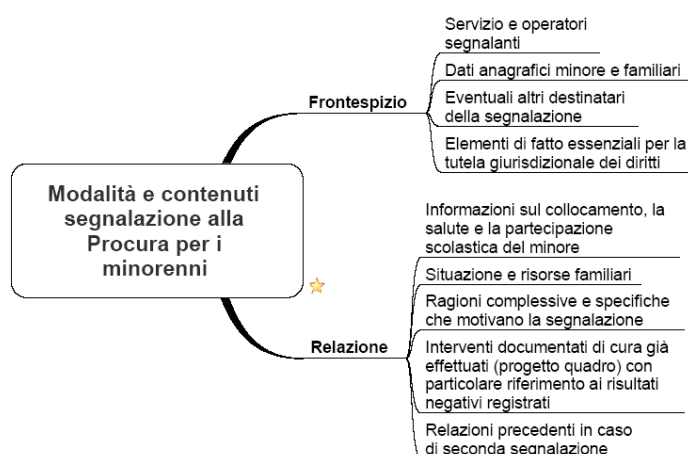 Modalità e contenuti
segnalazione alla
Procura per i
minorenni
Frontespizio
Servizio e operatori
segnalanti
Dati anagrafici minore e familiari
Eventuali altri destinatari
della segnalazione
Elementi di fatto essenziali per la
tutela giurisdizionale dei diritti
Relazione
Informazioni sul collocamento, la
salute e la partecipazione
scolastica del minore
Situazione e risorse familiari
Ragioni complessive e specifiche
che motivano la segnalazione
Interventi documentati di cura già
effettuati (progetto quadro) con
particolare riferimento ai risultati
negativi registrati
Relazioni precedenti in caso
di seconda segnalazione